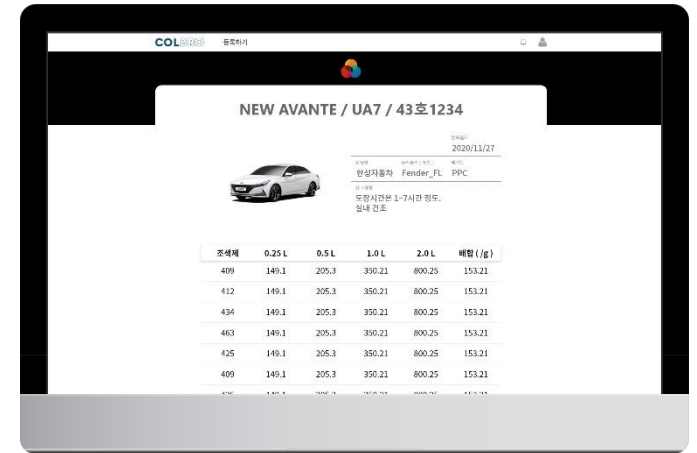 COLBRO 등록하기
NEW AVANTE / UA7 / 43호1234
2020/11/27
한상자동차 Fender_FL PPC
도장시간은 1-7시간 정도.
실내 건조
조색제 0.25 L 0.5 L 1.0 L 2.0 L 배합 (/g)
409 149.1 205.3 350.21 800.25 153.21
412 149.1 205.3 350.21 800.25 153.21
434 149.1 205.3 350.21 800.25 153.21
463 149.1 205.3 350.21 800.25 153.21
425 149.1 205.3 350.21 800.25 153.21
409 149.1 205.3 350.21 800.25 153.21